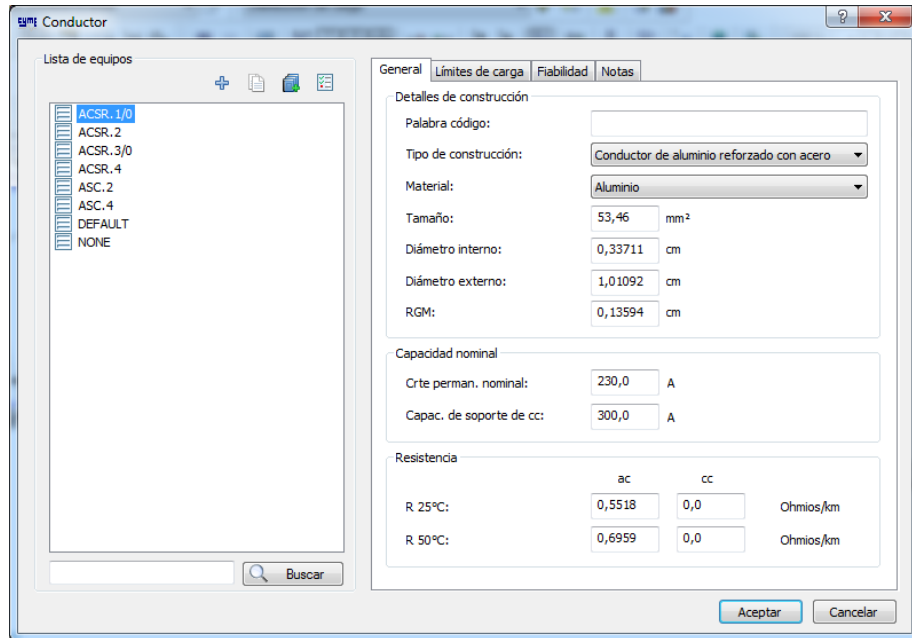 CYME Conductor
Lista de equipos
ACSR.1/0
ACSR.2
ACSR.3/0
ACSR.4
ASC.2
ASC.4
DEFAULT
NONE
Buscar
General Límites de carga Fiabilidad Notas
Detalles de construcción
Palabra código:
Tipo de construcción: Conductor de aluminio reforzado con acero
Material: Aluminio
Tamaño: 53,46 mm²
Diámetro interno: 0,33711 cm
Diámetro externo: 1,01092 cm
RGM: 0,13594 cm
Capacidad nominal
Crte perman. nominal: 230,0 A
Capac. de soporte de cc: 300,0 A
Resistencia
ac cc
R 25°C: 0,5518 0,0 Ohmios/km
R 50°C: 0,6959 0,0 Ohmios/km
Aceptar Cancelar